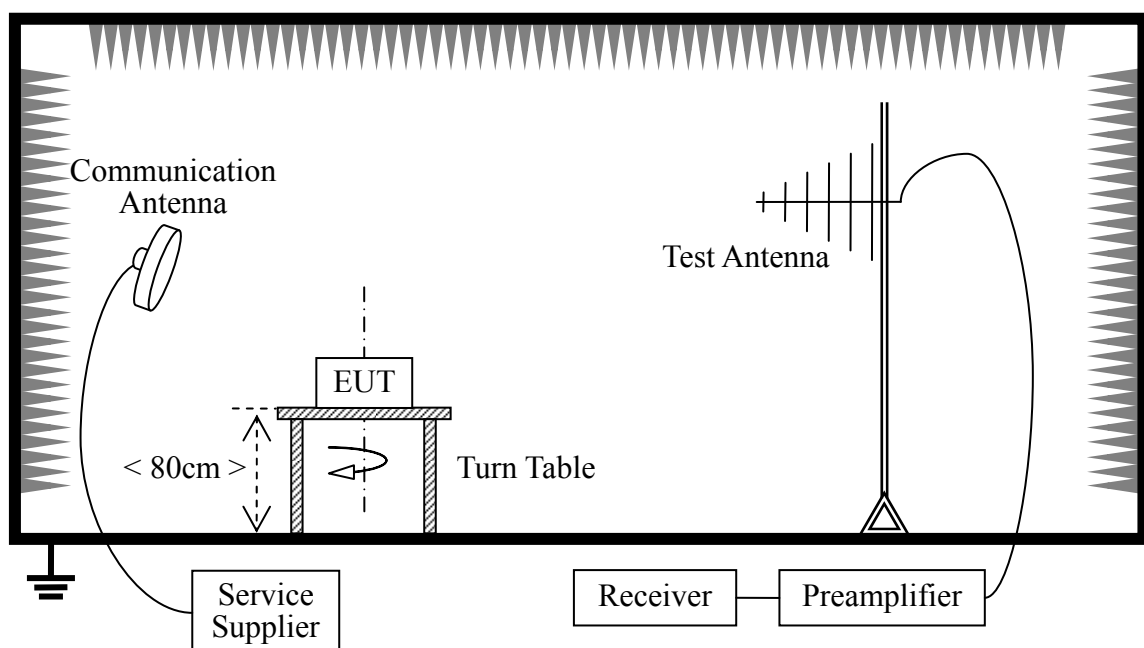 Communication
Antenna
Test Antenna
EUT
< 80cm >
Turn Table
Service
Supplier
Receiver
Preamplifier